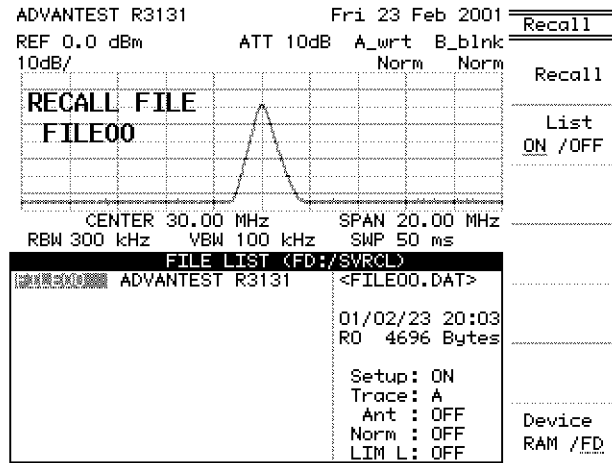 ADVANTEST R3131 Fri 23 Feb 2001
REF 0.0 dBm ATT 10dB A_wrt B_blnk
10dB/ Norm Norm
RECALL FILE
FILE00
CENTER 30.00 MHz SPAN 20.00 MHz
RBW 300 kHz VBW 100 kHz SWP 50 ms
FILE LIST (FD:/SVRCL)
ADVANTEST R3131 <FILE00.DAT>
01/02/23 20:03
RO 4696 Bytes
Setup: ON
Trace: A
Ant : OFF
Norm : OFF
LIM L: OFF
Recall
Recall
List
ON /OFF
Device
RAM /FD